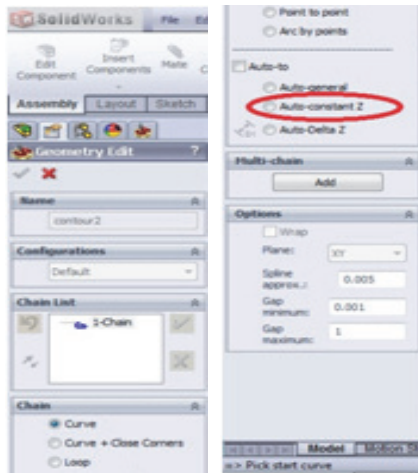 SolidWorks File Ed
Edit Component
Insert Components
Mate
C
Assembly Layout Sketch
Geometry Edit ?
Name
contour2
Configurations
Default
Chain List
1-Chain
Chain
Curve
Curve + Close Corners
Loop
Point to point
Arc by points
Auto-to
Auto-general
Auto-constant Z
Auto-Delta Z
Multi-chain
Add
Options
Wrap
Plane: XY
Spline approx.: 0.005
Gap minimum: 0.001
Gap maximum: 1
Model Motion St
=> Pick start curve